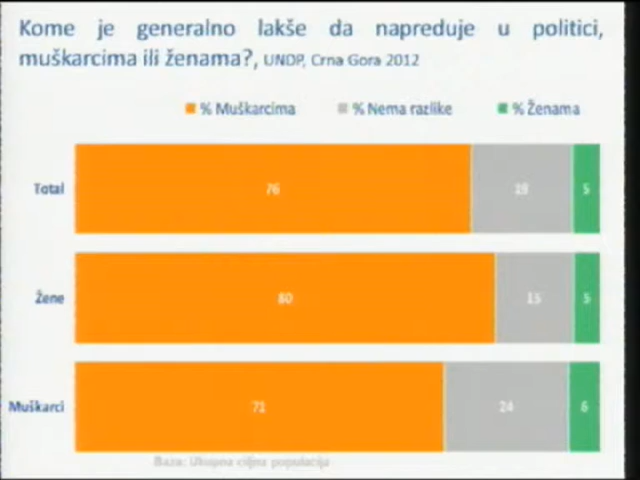 Kome je generalno lakše da napreduje u politici,
muškarcima ili ženama?, UNDP, Crna Gora 2012
% Muškarcima % Nema razlike % Ženama
Total 76 19 5
Žene 80 15 5
Muškarci 71 24 6
Baza: Ukupna ciljna populacija